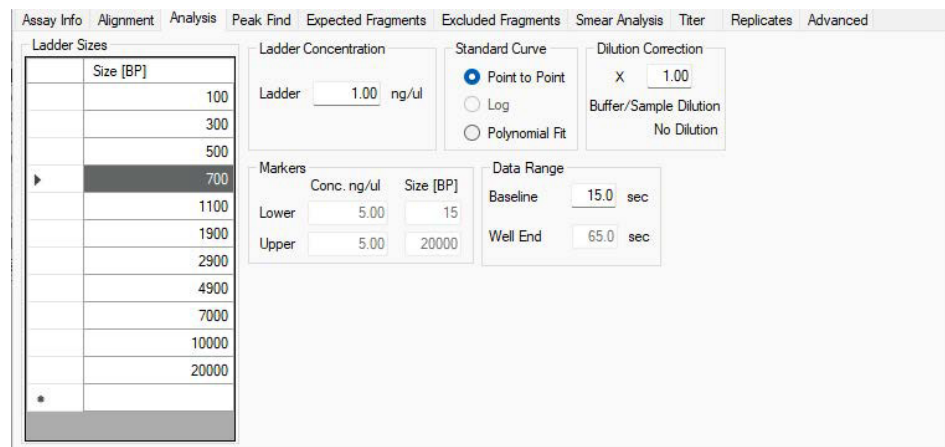 Assay Info Alignment Analysis Peak Find Expected Fragments Excluded Fragments Smear Analysis Titer Replicates Advanced
Ladder Sizes
Size [BP]
100
300
500
700
1100
1900
2900
4900
7000
10000
20000
Ladder Concentration
Ladder 1.00 ng/ul
Standard Curve
Point to Point
Log
Polynomial Fit
Dilution Correction
X 1.00
Buffer/Sample Dilution
No Dilution
Markers
Conc. ng/ul Size [BP]
Lower 5.00 15
Upper 5.00 20000
Data Range
Baseline 15.0 sec
Well End 65.0 sec